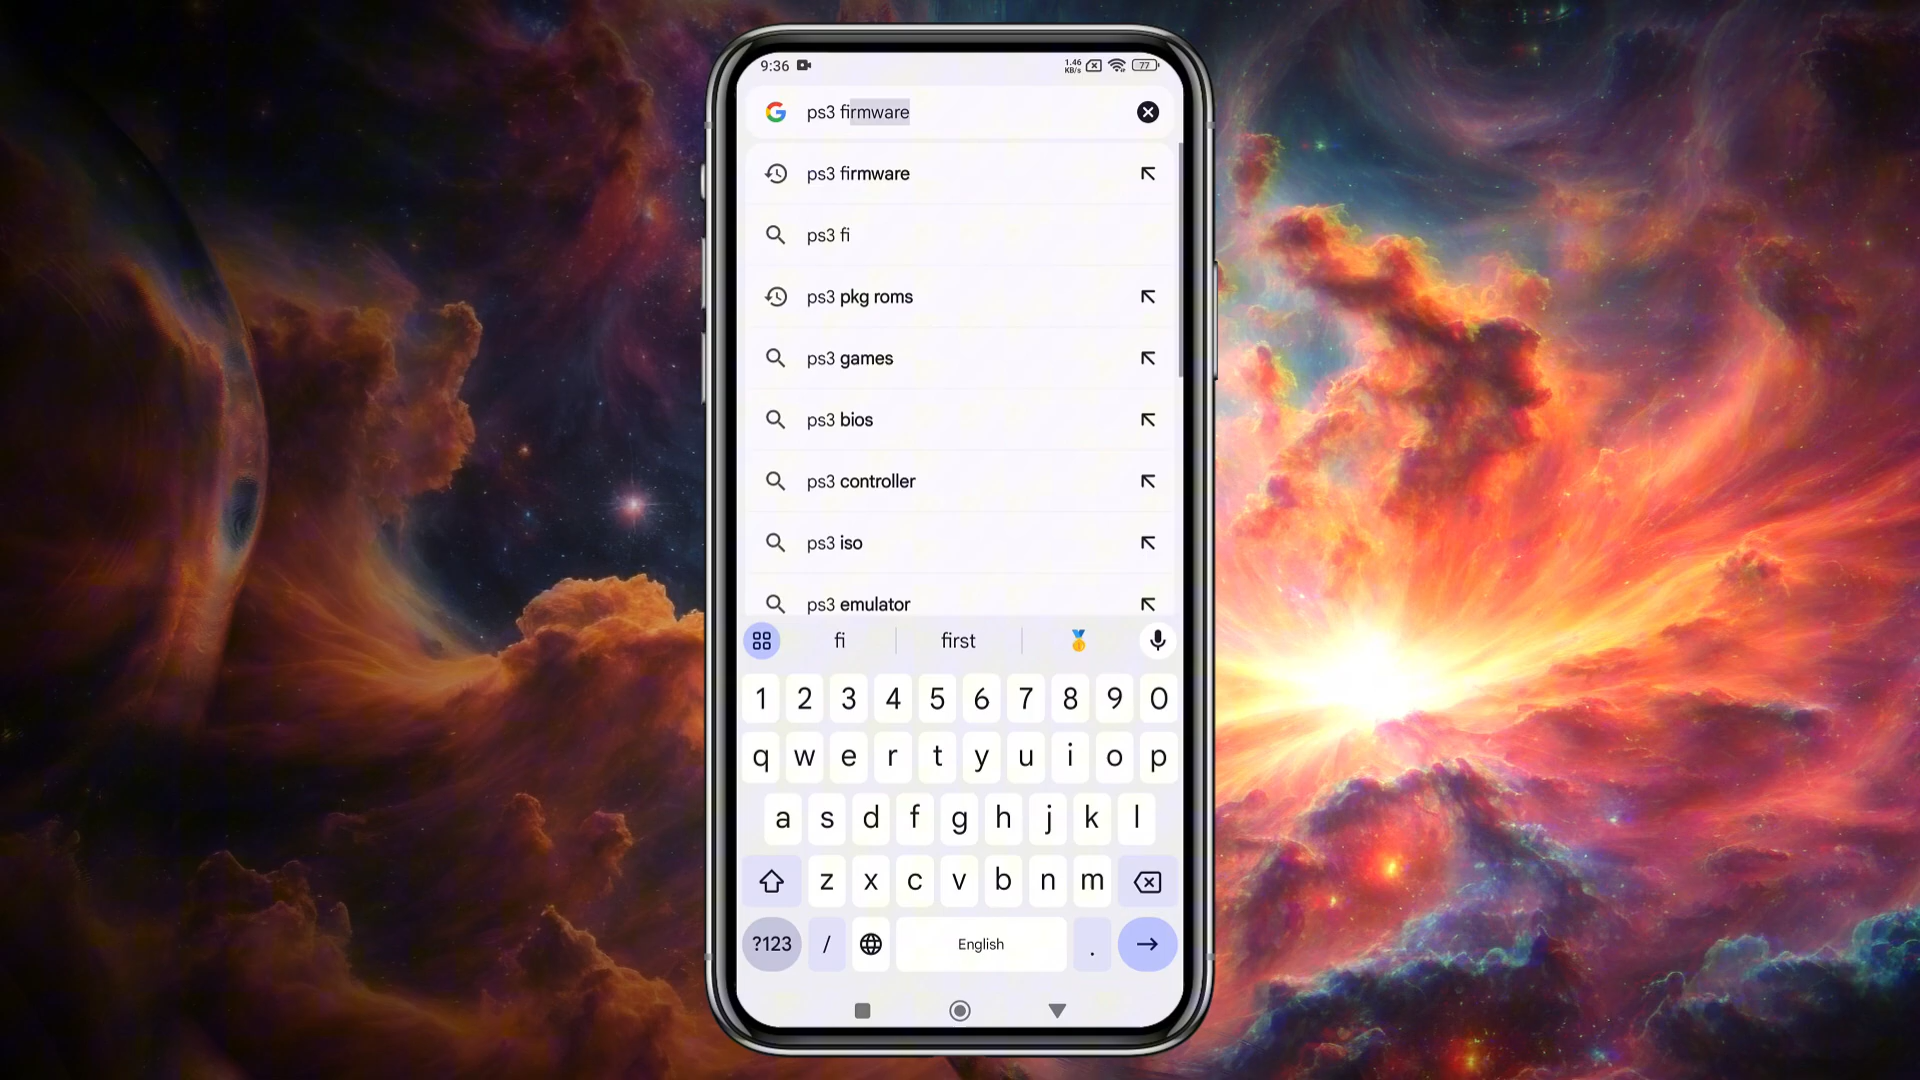 9:36
1.46
KB/s
77
ps3 firmware
ps3 firmware
ps3 fi
ps3 pkg roms
ps3 games
ps3 bios
ps3 controller
ps3 iso
ps3 emulator
fi first
1 2 3 4 5 6 7 8 9 0
q w e r t y u i o p
a s d f g h j k l
z x c v b n m
?123 / English .